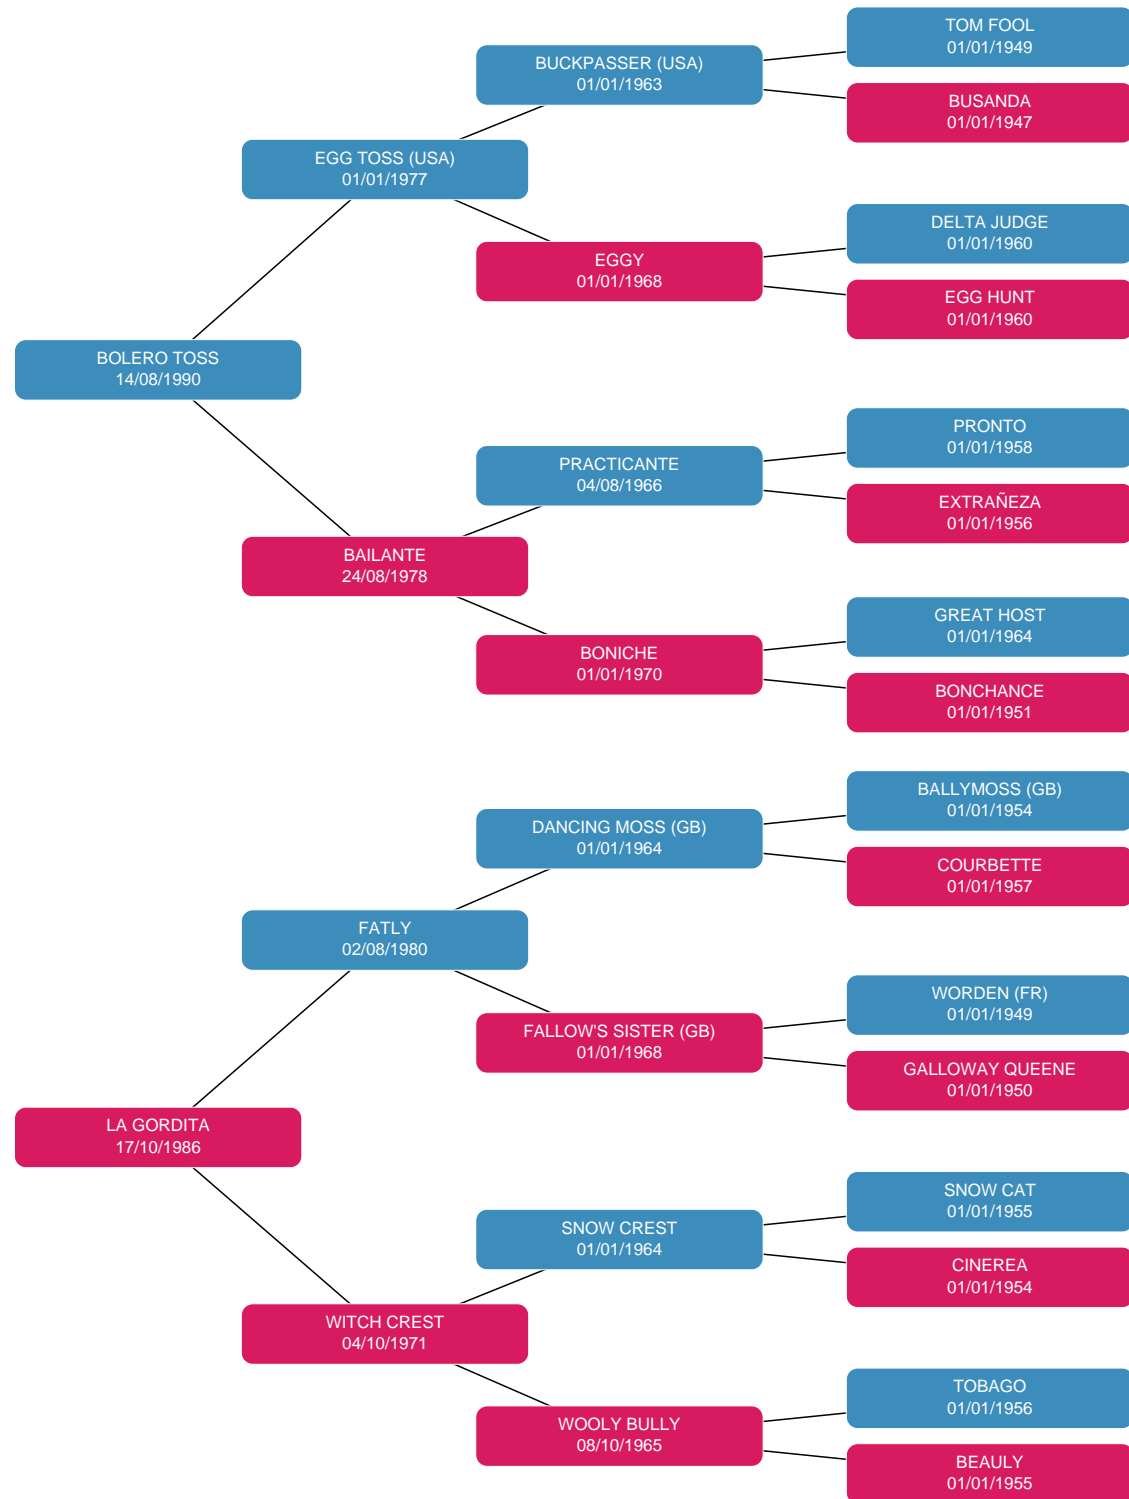 TOM FOOL
01/01/1949
BUCKPASSER (USA)
01/01/1963
BUSANDA
01/01/1947
EGG TOSS (USA)
01/01/1977
DELTA JUDGE
01/01/1960
EGGY
01/01/1968
EGG HUNT
01/01/1960
BOLERO TOSS
14/08/1990
PRONTO
01/01/1958
PRACTICANTE
04/08/1966
EXTRAÑEZA
01/01/1956
BAILANTE
24/08/1978
GREAT HOST
01/01/1964
BONICHE
01/01/1970
BONCHANCE
01/01/1951
BALLYMOSS (GB)
01/01/1954
DANCING MOSS (GB)
01/01/1964
COURBETTE
01/01/1957
FATLY
02/08/1980
WORDEN (FR)
01/01/1949
FALLOW'S SISTER (GB)
01/01/1968
GALLOWAY QUEENE
01/01/1950
LA GORDITA
17/10/1986
SNOW CAT
01/01/1955
SNOW CREST
01/01/1964
CINEREA
01/01/1954
WITCH CREST
04/10/1971
TOBAGO
01/01/1956
WOOLY BULLY
08/10/1965
BEAULY
01/01/1955